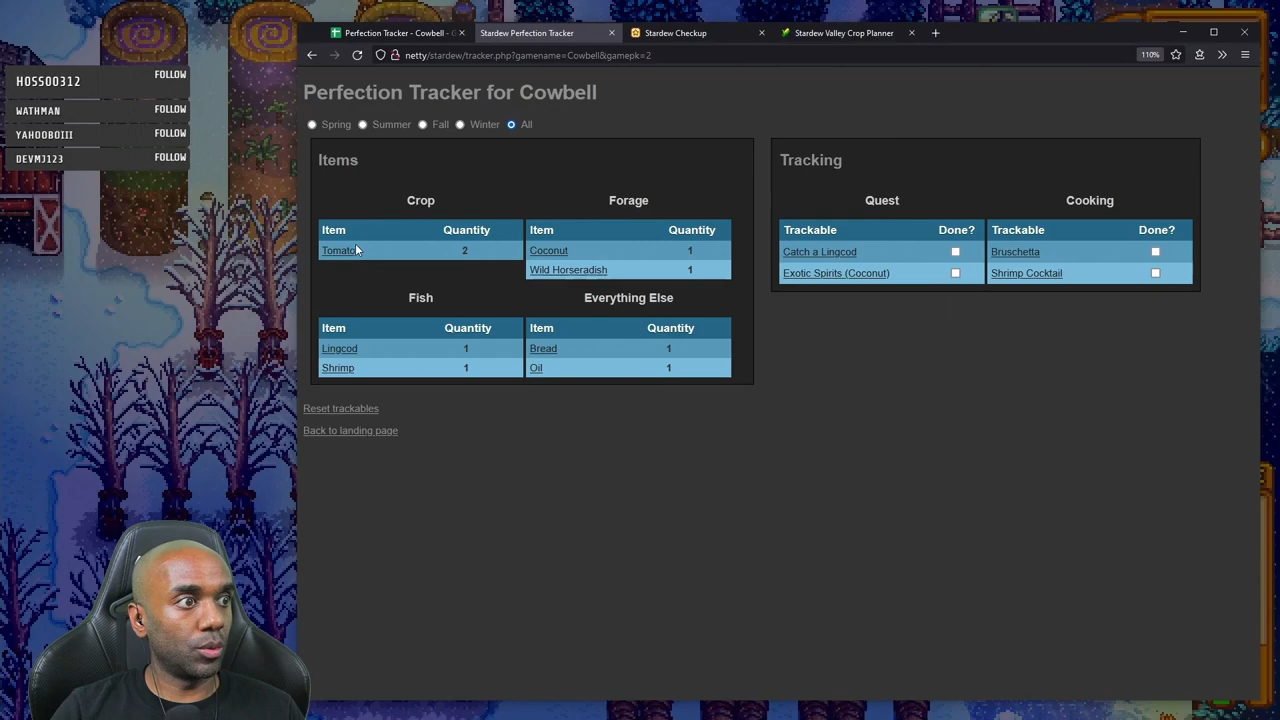 Perfection Tracker - Cowbell - G
Stardew Perfection Tracker
Stardew Checkup
Stardew Valley Crop Planner
netty/stardew/tracker.php?gamename=Cowbell&gamepk=2
110%
HOSSOO312 FOLLOW
WATHMAN FOLLOW
YAHOOBOIII FOLLOW
DEVMJ123 FOLLOW
Perfection Tracker for Cowbell
Spring Summer Fall Winter All
Items
Crop
Item Quantity
Tomato 2
Forage
Item Quantity
Coconut 1
Wild Horseradish 1
Fish
Item Quantity
Lingcod 1
Shrimp 1
Everything Else
Item Quantity
Bread 1
Oil 1
Tracking
Quest
Trackable Done?
Catch a Lingcod
Exotic Spirits (Coconut)
Cooking
Trackable Done?
Bruschetta
Shrimp Cocktail
Reset trackables
Back to landing page